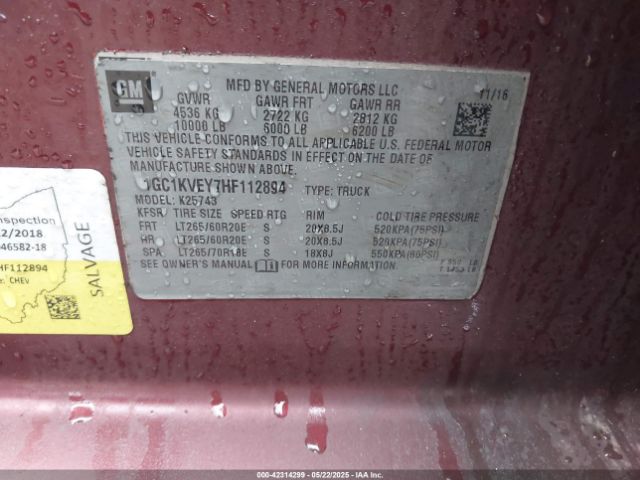 GM
MFD BY GENERAL MOTORS LLC
11/16
GVWR GAWR FRT GAWR RR
4536 KG 2722 KG 2812 KG
10000 LB 6000 LB 6200 LB
THIS VEHICLE CONFORMS TO ALL APPLICABLE U.S. FEDERAL MOTOR
VEHICLE SAFETY STANDARDS IN EFFECT ON THE DATE OF
MANUFACTURE SHOWN ABOVE.
1GC1KVEY7HF112894 TYPE: TRUCK
MODEL: K25743
KFSR TIRE SIZE SPEED RTG RIM COLD TIRE PRESSURE
FRT LT265/60R20E S 20X8.5J 520KPA(75PSI)
RR LT265/60R20E S 20X8.5J 520KPA(75PSI)
SPA LT265/70R18E S 18X8J 550KPA(80PSI)
SEE OWNER'S MANUAL FOR MORE INFORMATION.
nspection
2/2018
46582-18
HF112894
e: CHEV
SALVAGE
00-42314299 - 05/22/2025 - IAA Inc.